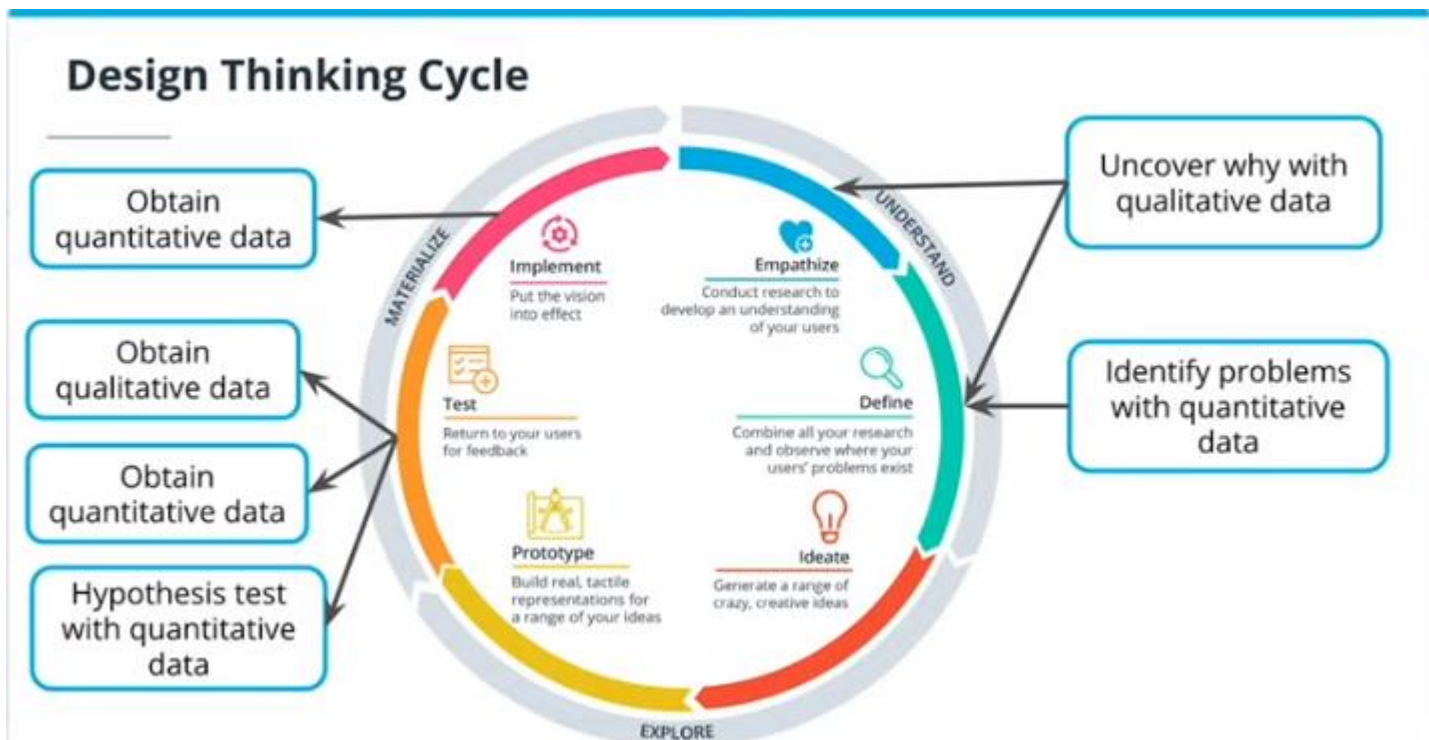 Design Thinking Cycle
Obtain
quantitative data
Obtain
qualitative data
Obtain
quantitative data
Hypothesis test
with quantitative
data
MATERIALIZE
UNDERSTAND
EXPLORE
Implement
Put the vision
into effect
Empathize
Conduct research to
develop an understanding
of your users
Test
Return to your users
for feedback
Define
Combine all your research
and observe where your
users' problems exist
Prototype
Build real, tactile
representations for
a range of your ideas
Ideate
Generate a range of
crazy, creative ideas
Uncover why with
qualitative data
Identify problems
with quantitative
data